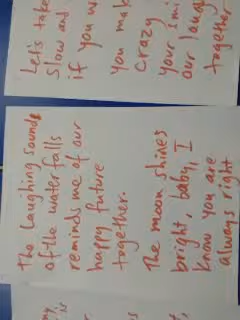 Let's take
slow and
if you w
you mak
crazy
your smi
our laug
together
The laughing sounds
of the waterfalls
reminds me of our
happy future
together.
The moon shines
bright, baby, I
know you are
always right